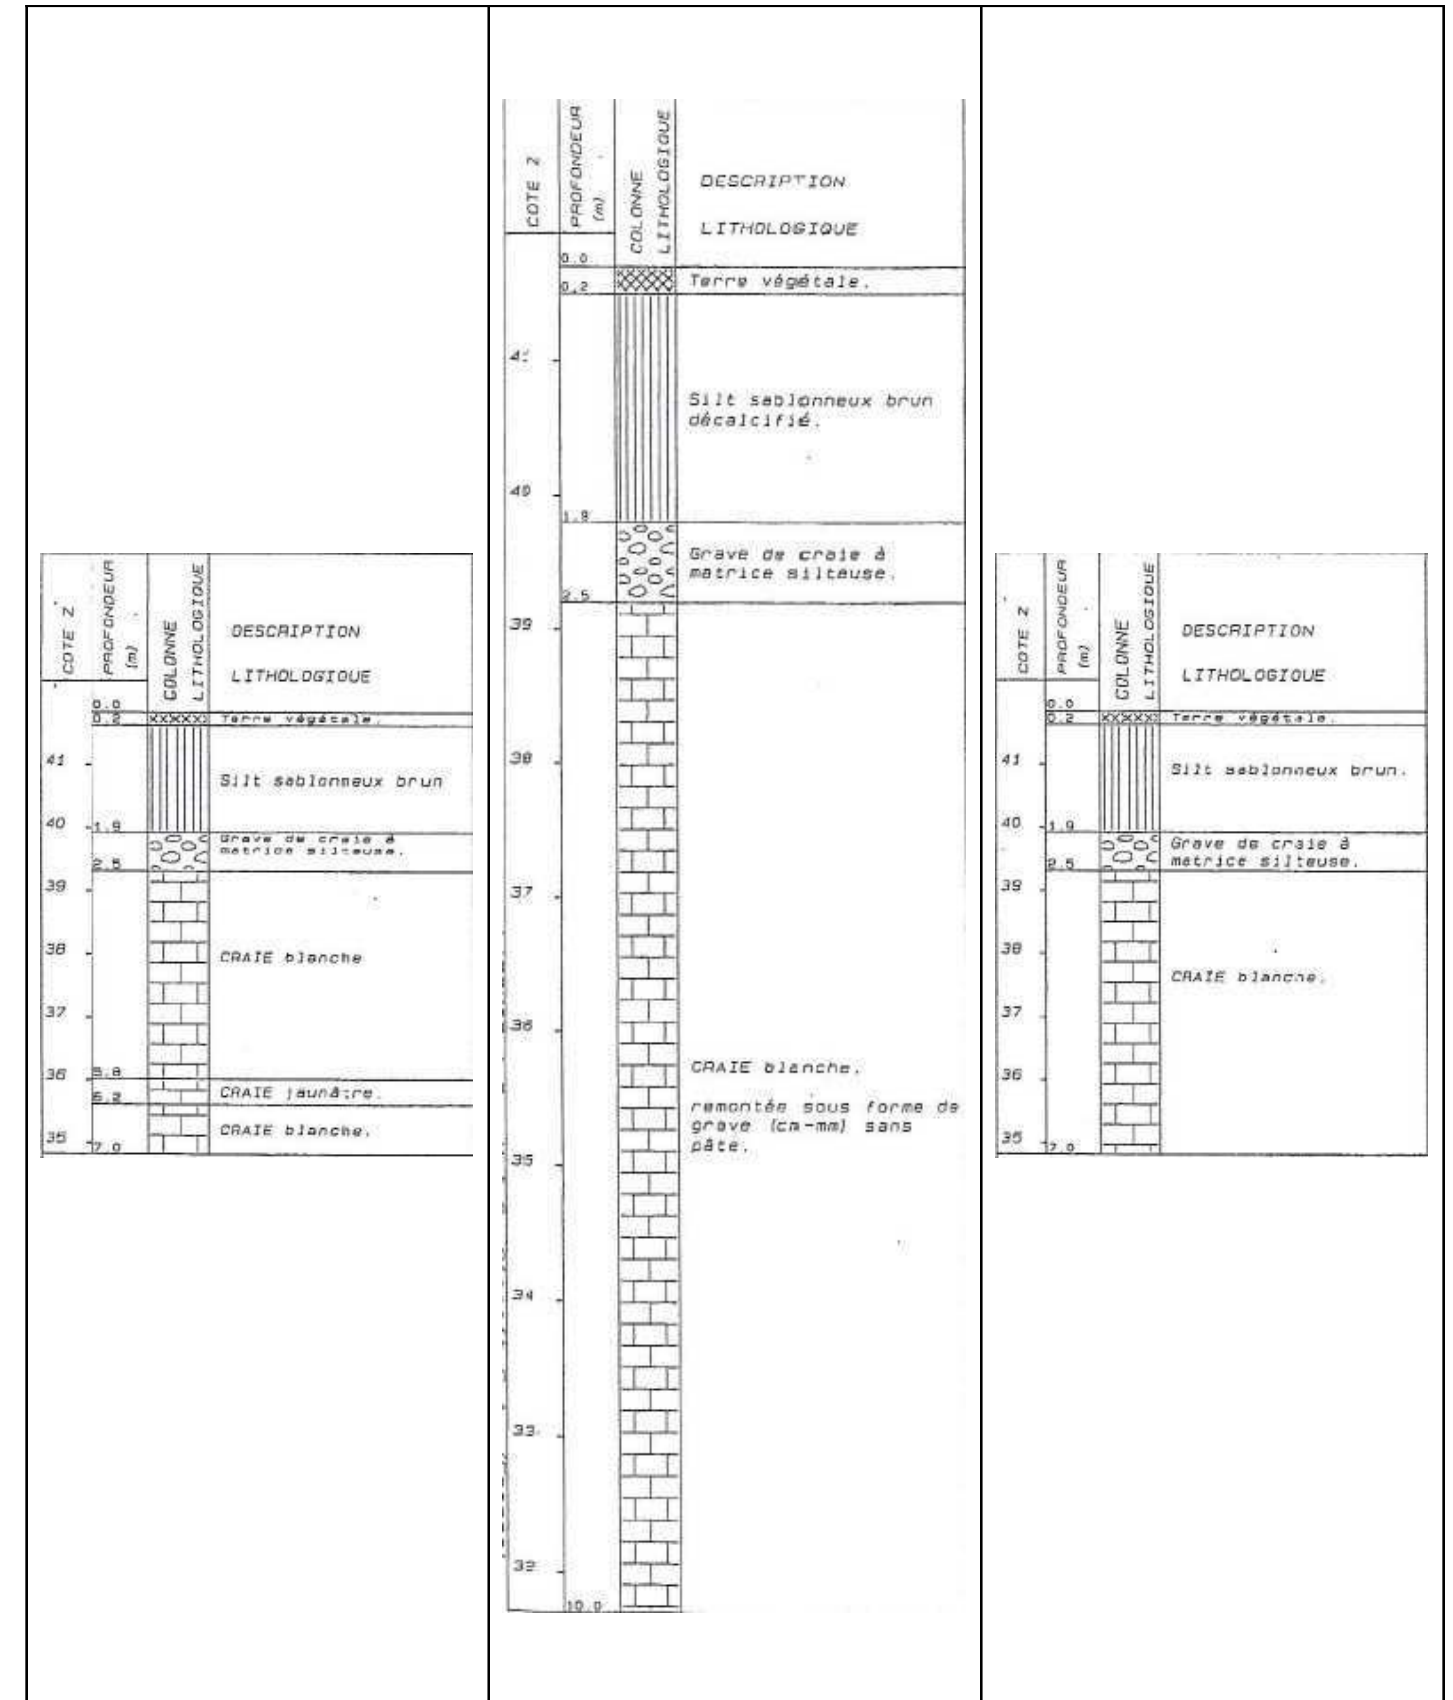 COTE Z
PROFONDEUR
(m)
COLONNE
LITHOLOGIQUE
DESCRIPTION
LITHOLOGIQUE
0.0
0.2
Terre végétale.
41
Silt sablonneux brun
40
1.9
Grave de craie à
matrice silteuse.
2.5
39
38
CRAIE blanche
37
36
5.8
CRAIE jaunâtre.
6.2
CRAIE blanche.
35
7.0
COTE Z
PROFONDEUR
(m)
COLONNE
LITHOLOGIQUE
DESCRIPTION
LITHOLOGIQUE
0.0
Terre végétale.
0.2
41
Silt sablonneux brun
décalcifié.
40
1.9
Grave de craie à
matrice silteuse.
2.5
39
38
37
36
CRAIE blanche.
remontée sous forme de
grave (cm-mm) sans
pâte.
35
34
33
32
10.0
COTE Z
PROFONDEUR
(m)
COLONNE
LITHOLOGIQUE
DESCRIPTION
LITHOLOGIQUE
0.0
0.2
Terre végétale.
41
Silt sablonneux brun.
40
1.9
Grave de craie à
matrice silteuse.
2.5
39
38
CRAIE blanche.
37
36
35
7.0